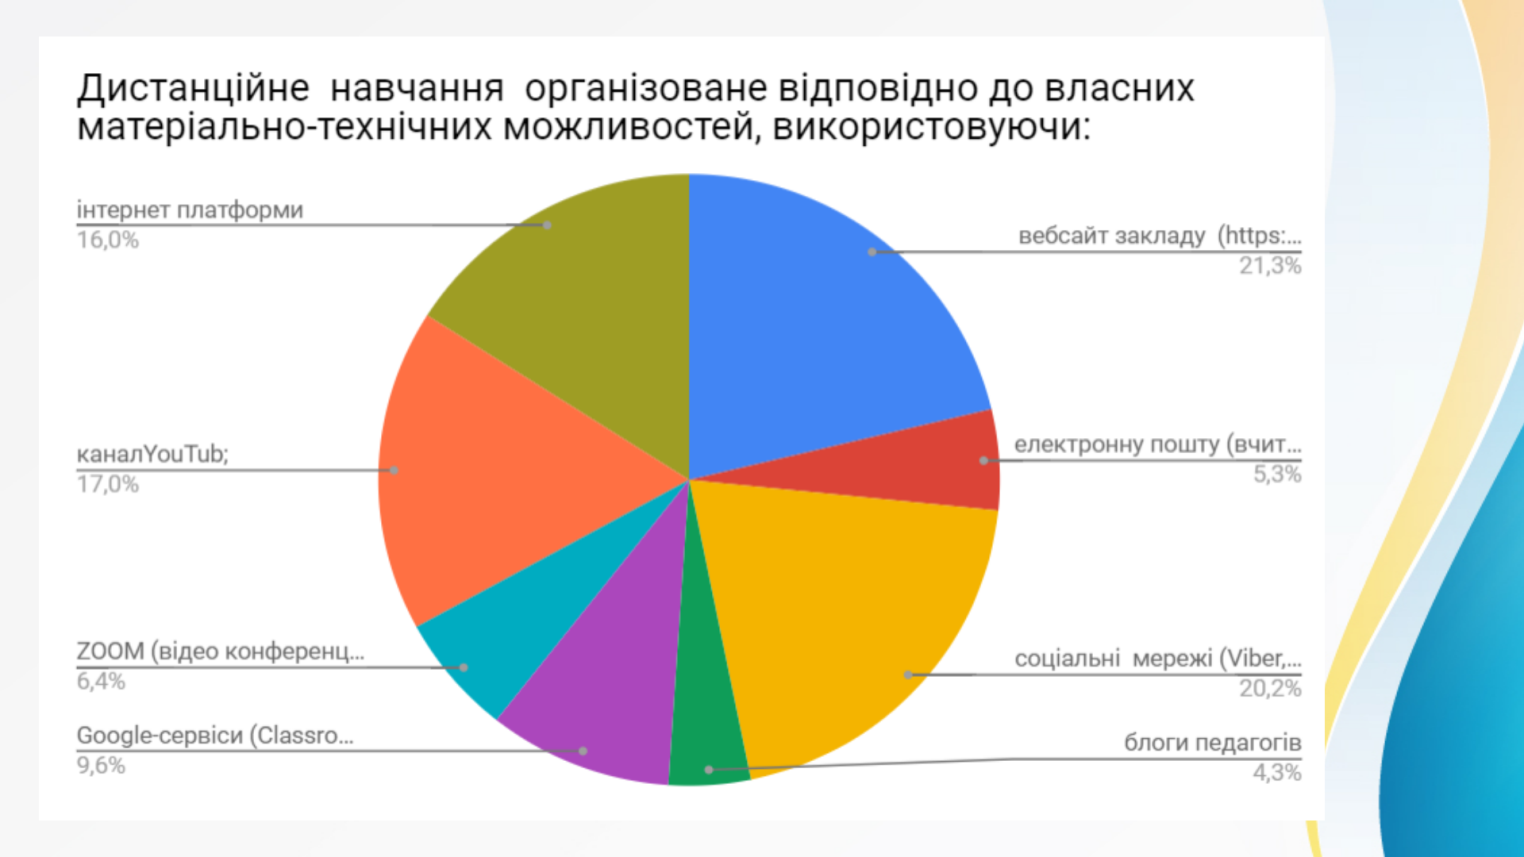 Дистанційне навчання організоване відповідно до власних
матеріально-технічних можливостей, використовуючи:
інтернет платформи
16,0%
вебсайт закладу (https:...
21,3%
каналYouTub;
17,0%
електронну пошту (вчит...
5,3%
ZOOM (відео конференц...
6,4%
соціальні мережі (Viber,...
20,2%
Google-сервіси (Classro...
9,6%
блоги педагогів
4,3%